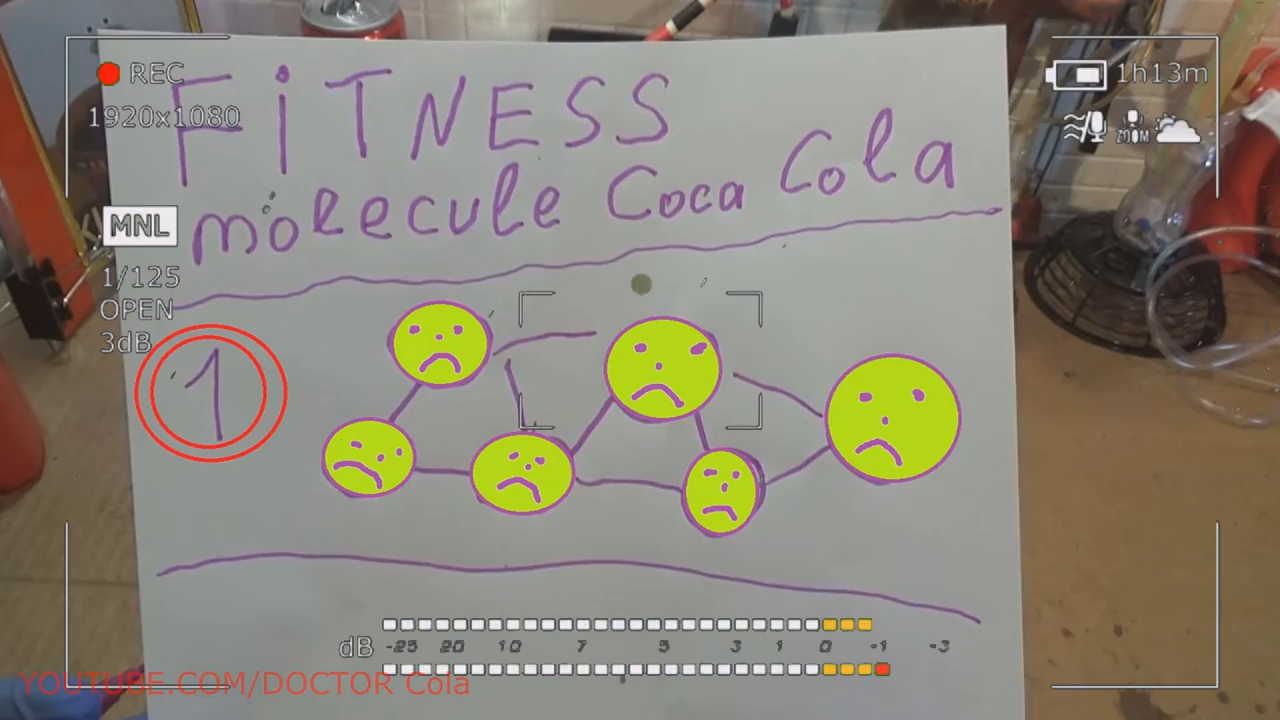 REC
1h13m
1920x1080
ZOOM
FiTNESS
molecule Coca Cola
MNL
1/125
OPEN
3dB
1
dB -25 20 10 7 5 3 1 0 -1 -3
YOUTUBE.COM/DOCTOR Cola